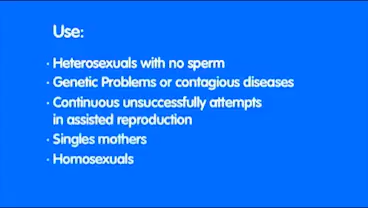 Use:
· Heterosexuals with no sperm
· Genetic Problems or contagious diseases
· Continuous unsuccessfully attempts
in assisted reproduction
· Singles mothers
· Homosexuals